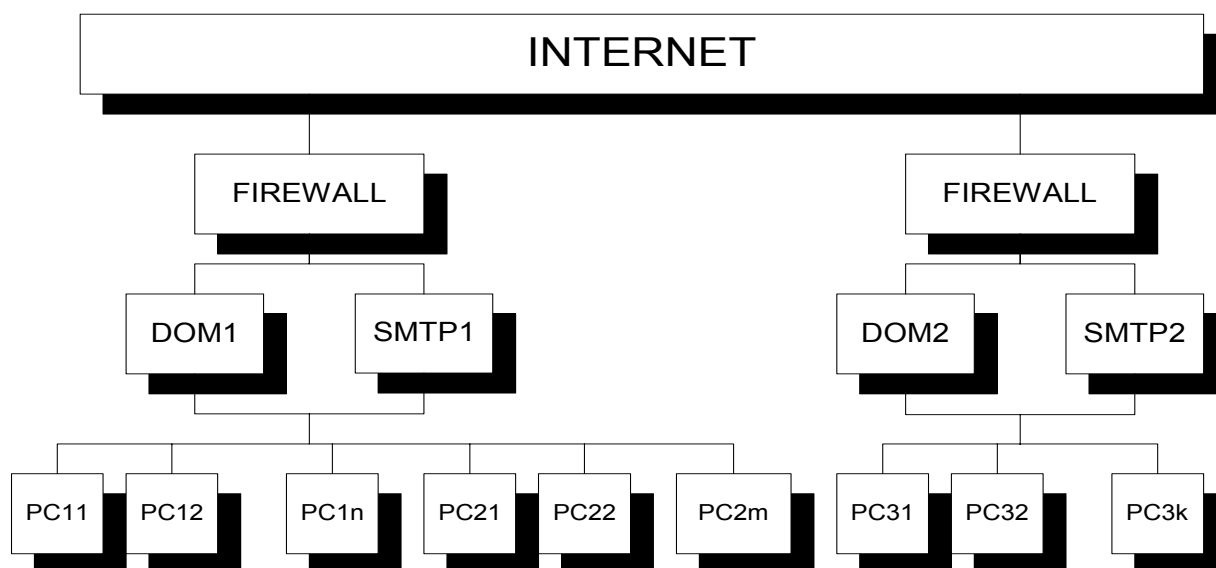 INTERNET
FIREWALL FIREWALL
DOM1 SMTP1 DOM2 SMTP2
PC11 PC12 PC1n PC21 PC22 PC2m PC31 PC32 PC3k